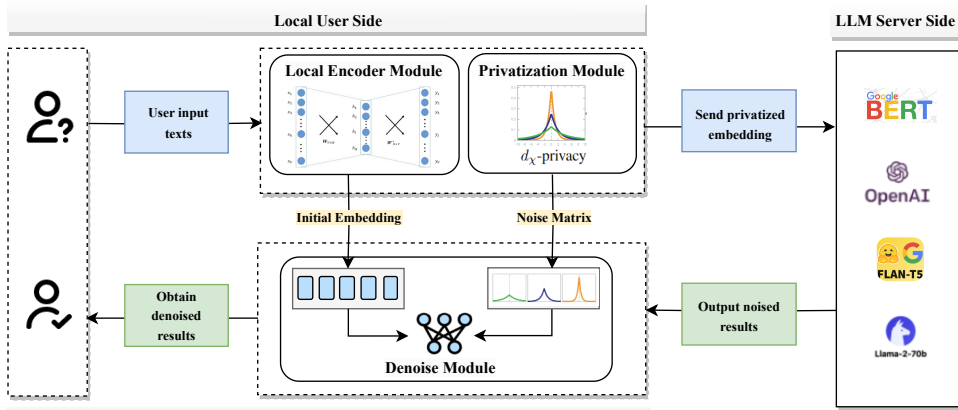 Local User Side
LLM Server Side
Local Encoder Module
Privatization Module
User input
texts
dχ-privacy
Send privatized
embedding
Google
BERT
OpenAI
FLAN-T5
Llama-2-70b
Initial Embedding
Noise Matrix
Obtain
denoised
results
Denoise Module
Output noised
results